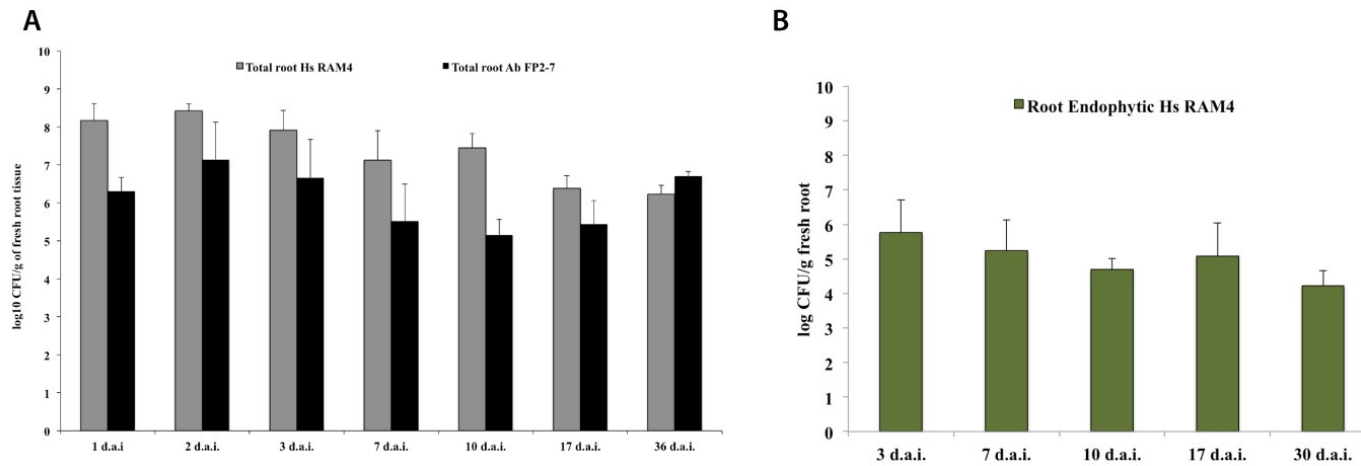 A
10
9
8
7
6
5
4
3
2
1
0
log10 CFU/g of fresh root tissue
Total root Hs RAM4 Total root Ab FP2-7
1 d.a.i 2 d.a.i. 3 d.a.i. 7 d.a.i. 10 d.a.i. 17 d.a.i. 36 d.a.i.
B
10
9
8
7
6
5
4
3
2
1
0
log CFU/g fresh root
Root Endophytic Hs RAM4
3 d.a.i. 7 d.a.i. 10 d.a.i. 17 d.a.i. 30 d.a.i.